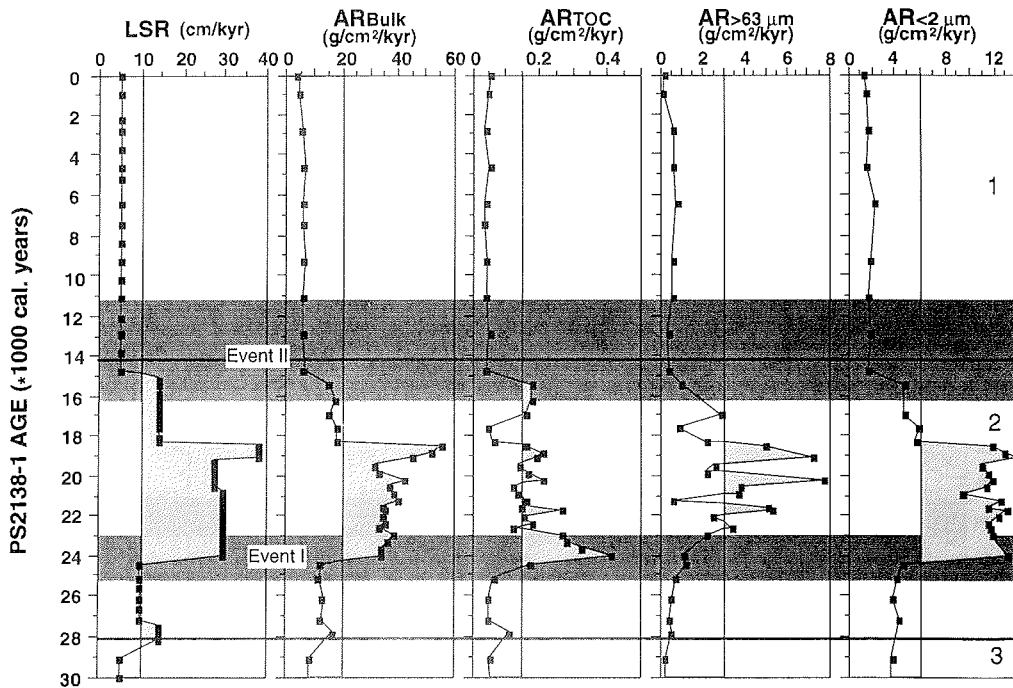 LSR (cm/kyr)
ARBulk
(g/cm²/kyr)
ARTOC
(g/cm²/kyr)
AR>63 µm
(g/cm²/kyr)
AR<2 µm
(g/cm²/kyr)
0 10 20 30 40
0 20 40 60
0 0.2 0.4 0.6
0 2 4 6 8
0 4 8 12
PS2138-1 AGE (*1000 cal. years)
0
2
4
6
8
10
12
14
16
18
20
22
24
26
28
30
1
Event II
2
Event I
3